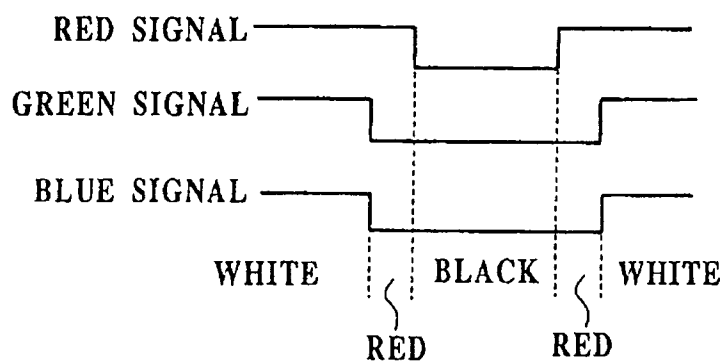 RED SIGNAL
GREEN SIGNAL
BLUE SIGNAL
WHITE BLACK WHITE
RED RED